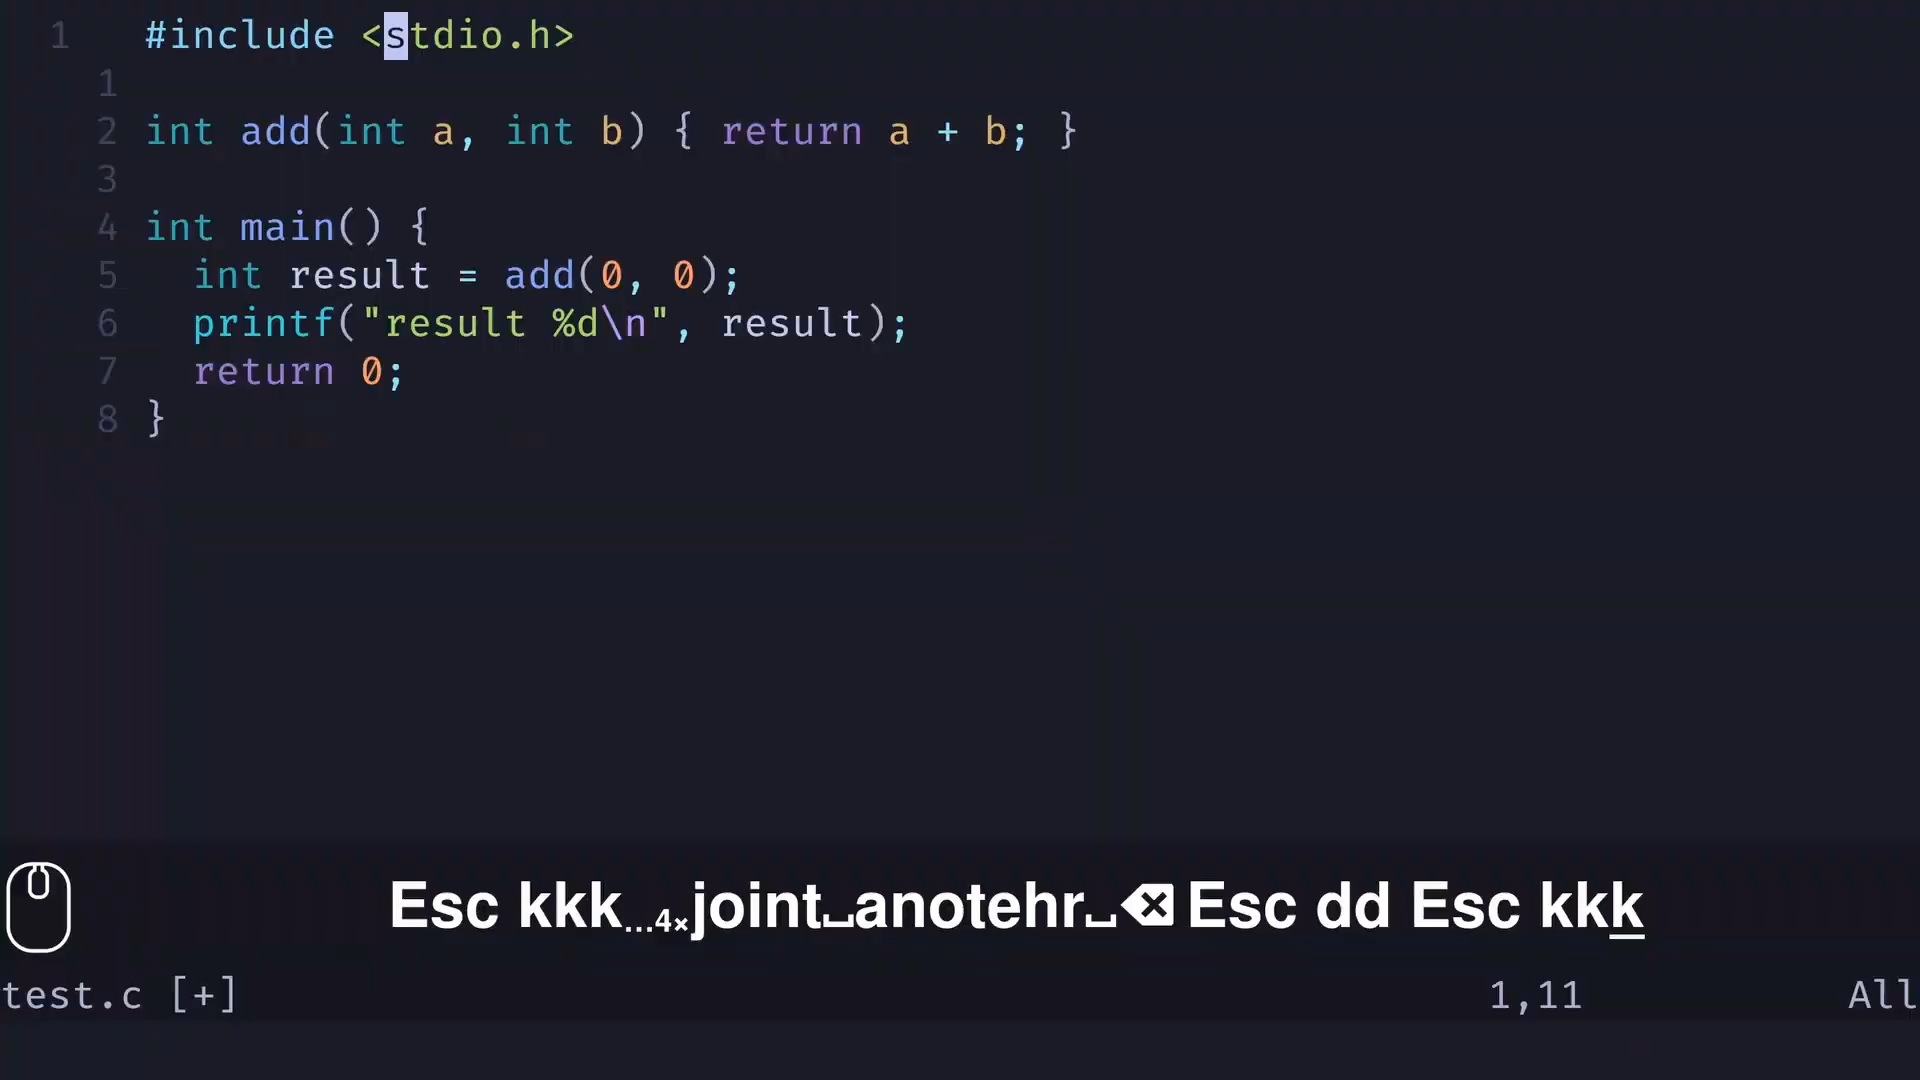 1 #include <stdio.h>
1
2 int add(int a, int b) { return a + b; }
3
4 int main() {
5   int result = add(0, 0);
6   printf("result %d\n", result);
7   return 0;
8 }
Esc kkk…4×joint␣anotehr␣⌫ Esc dd Esc kkk
test.c [+] 1,11 All